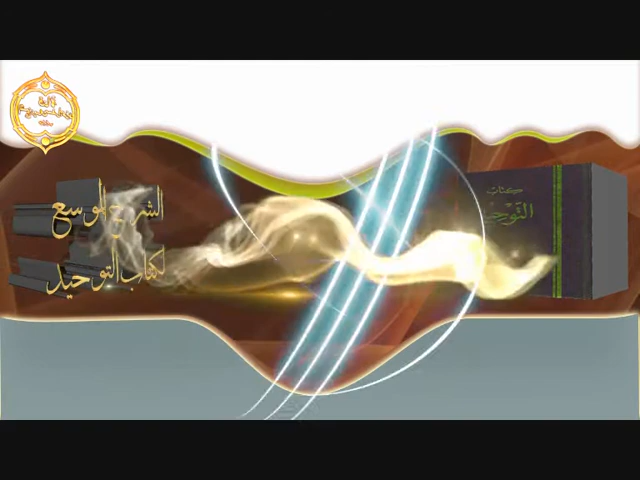 الشرح الموسع
لكتاب التوحيد
كتاب
التوحيد